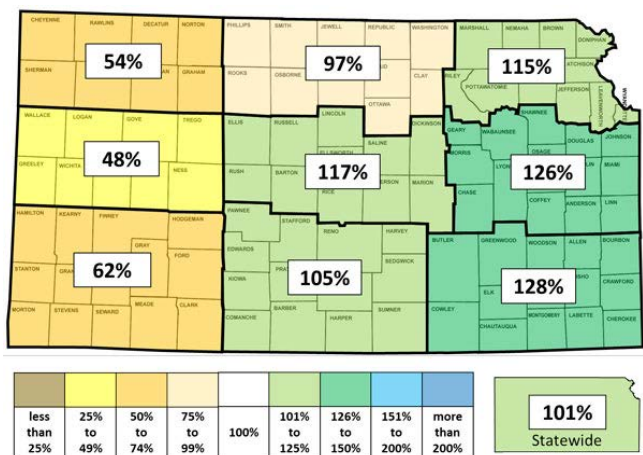 CHEYENNE RAWLINS DECATUR NORTON
SHERMAN GRAHAM
54%
PHILLIPS SMITH JEWELL REPUBLIC WASHINGTON
ROOKS OSBORNE CLAY
OTTAWA
97%
MARSHALL NEMAHA BROWN DONIPHAN
ATCHISON
RILEY POTTAWATOMIE JEFFERSON LEAVENWORTH
115%
WALLACE LOGAN GOVE TREGO
GREELEY WICHITA NESS
48%
LINCOLN
ELLIS RUSSELL DICKINSON
SALINE
ELLSWORTH
RUSH BARTON RICE MARION
117%
SHAWNEE
GEARY WABAUNSEE DOUGLAS JOHNSON
MORRIS OSAGE MIAMI
LYON
CHASE COFFEY ANDERSON LINN
126%
HAMILTON KEARNY FINNEY HODGEMAN
GRAY
FORD
STANTON
MORTON STEVENS SEWARD MEADE CLARK
62%
PAWNEE STAFFORD RENO HARVEY
EDWARDS SEDGWICK
KIOWA
COMANCHE BARBER HARPER SUMNER
105%
BUTLER GREENWOOD WOODSON ALLEN BOURBON
ELK CRAWFORD
COWLEY CHAUTAUQUA MONTGOMERY LABETTE CHEROKEE
128%
less than 25%
25% to 49%
50% to 74%
75% to 99%
100%
101% to 125%
126% to 150%
151% to 200%
more than 200%
101%
Statewide